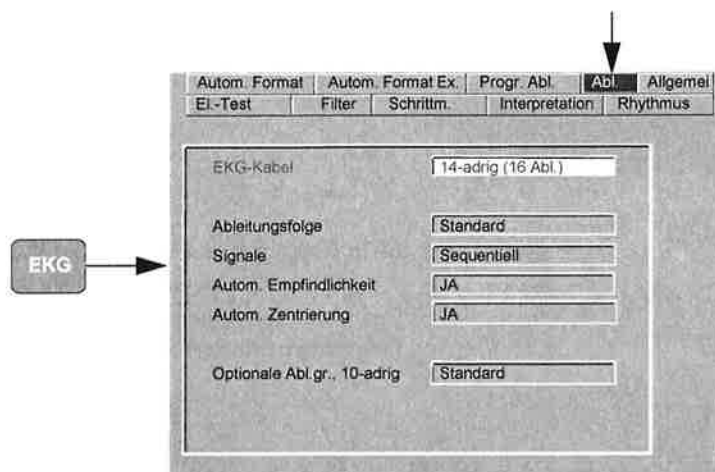 Autom. Format Autom. Format Ex. Progr. Abl. Abl. Allgemei
El.-Test Filter Schrittm. Interpretation Rhythmus
EKG-Kabel 14-adrig (16 Abl.)
Ableitungsfolge Standard
Signale Sequentiell
EKG
Autom. Empfindlichkeit JA
Autom. Zentrierung JA
Optionale Abl.gr., 10-adrig Standard